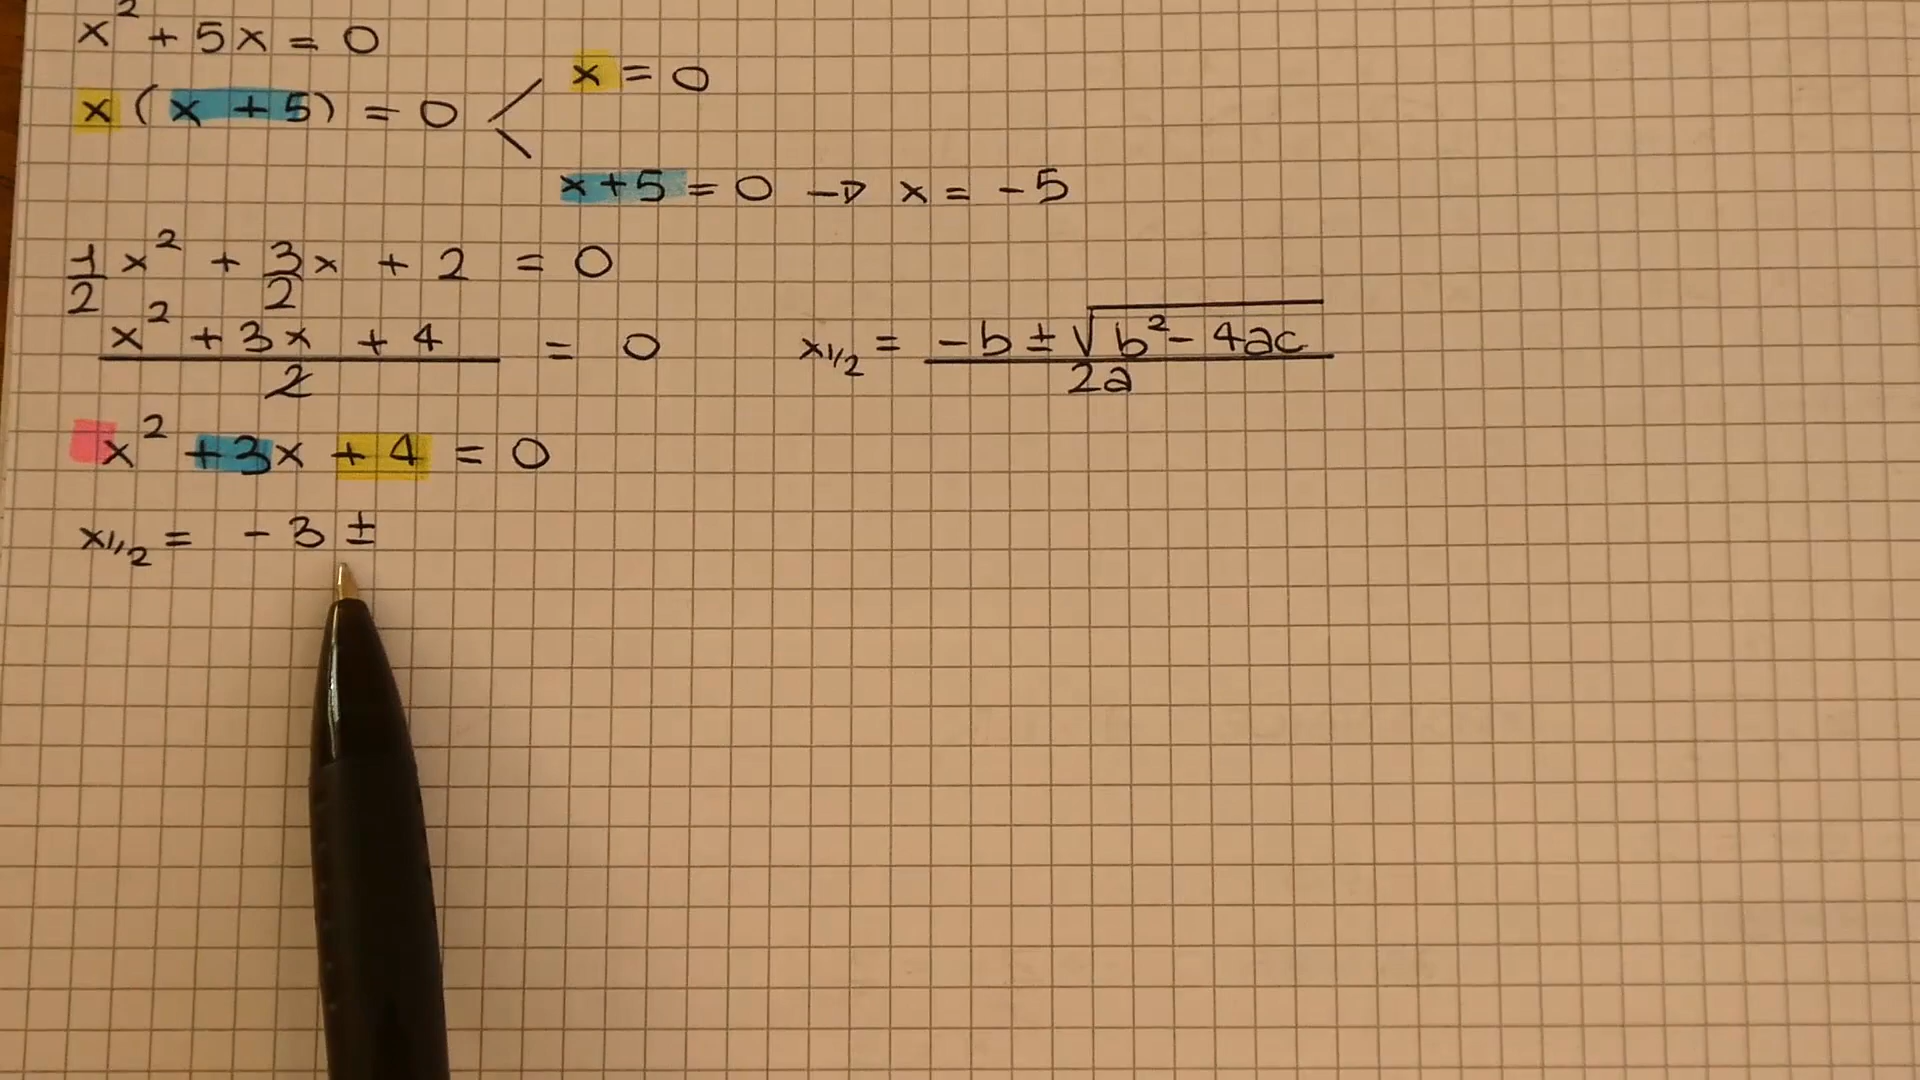 x² + 5x = 0
x (x + 5) = 0
x = 0
x + 5 = 0 → x = -5
1/2 x² + 3/2 x + 2 = 0
x² + 3x + 4 = 0
2
x1/2 = -b ± √b² - 4ac
2a
x² + 3x + 4 = 0
x1/2 = -3 ±